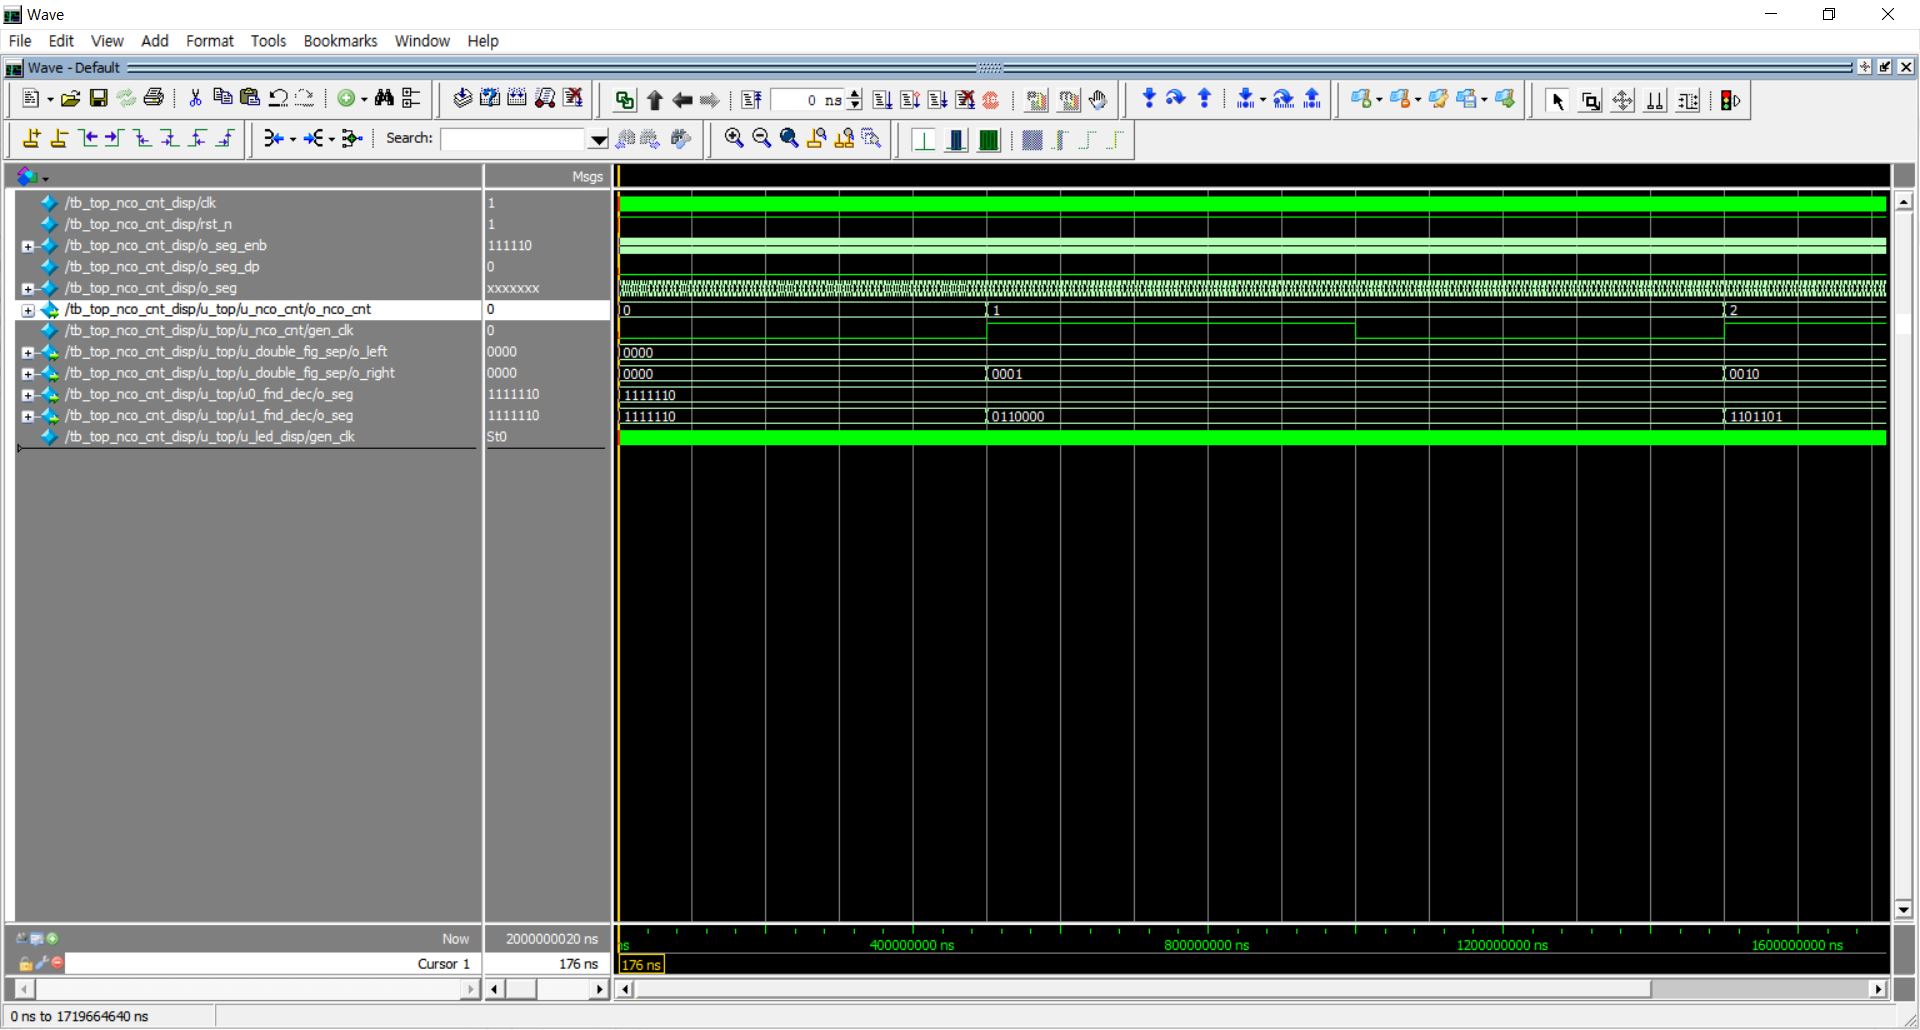 Wave
File Edit View Add Format Tools Bookmarks Window Help
Wave - Default
0 ns
Search:
Msgs
/tb_top_nco_cnt_disp/clk 1
/tb_top_nco_cnt_disp/rst_n 1
/tb_top_nco_cnt_disp/o_seg_enb 111110
/tb_top_nco_cnt_disp/o_seg_dp 0
/tb_top_nco_cnt_disp/o_seg xxxxxxx
/tb_top_nco_cnt_disp/u_top/u_nco_cnt/o_nco_cnt 0 0 1 2
/tb_top_nco_cnt_disp/u_top/u_nco_cnt/gen_clk 0
/tb_top_nco_cnt_disp/u_top/u_double_fig_sep/o_left 0000 0000
/tb_top_nco_cnt_disp/u_top/u_double_fig_sep/o_right 0000 0000 0001 0010
/tb_top_nco_cnt_disp/u_top/u0_fnd_dec/o_seg 1111110 1111110
/tb_top_nco_cnt_disp/u_top/u1_fnd_dec/o_seg 1111110 1111110 0110000 1101101
/tb_top_nco_cnt_disp/u_top/u_led_disp/gen_clk St0
Now 2000000020 ns ns 400000000 ns 800000000 ns 1200000000 ns 1600000000 ns
Cursor 1 176 ns 176 ns
0 ns to 1719664640 ns